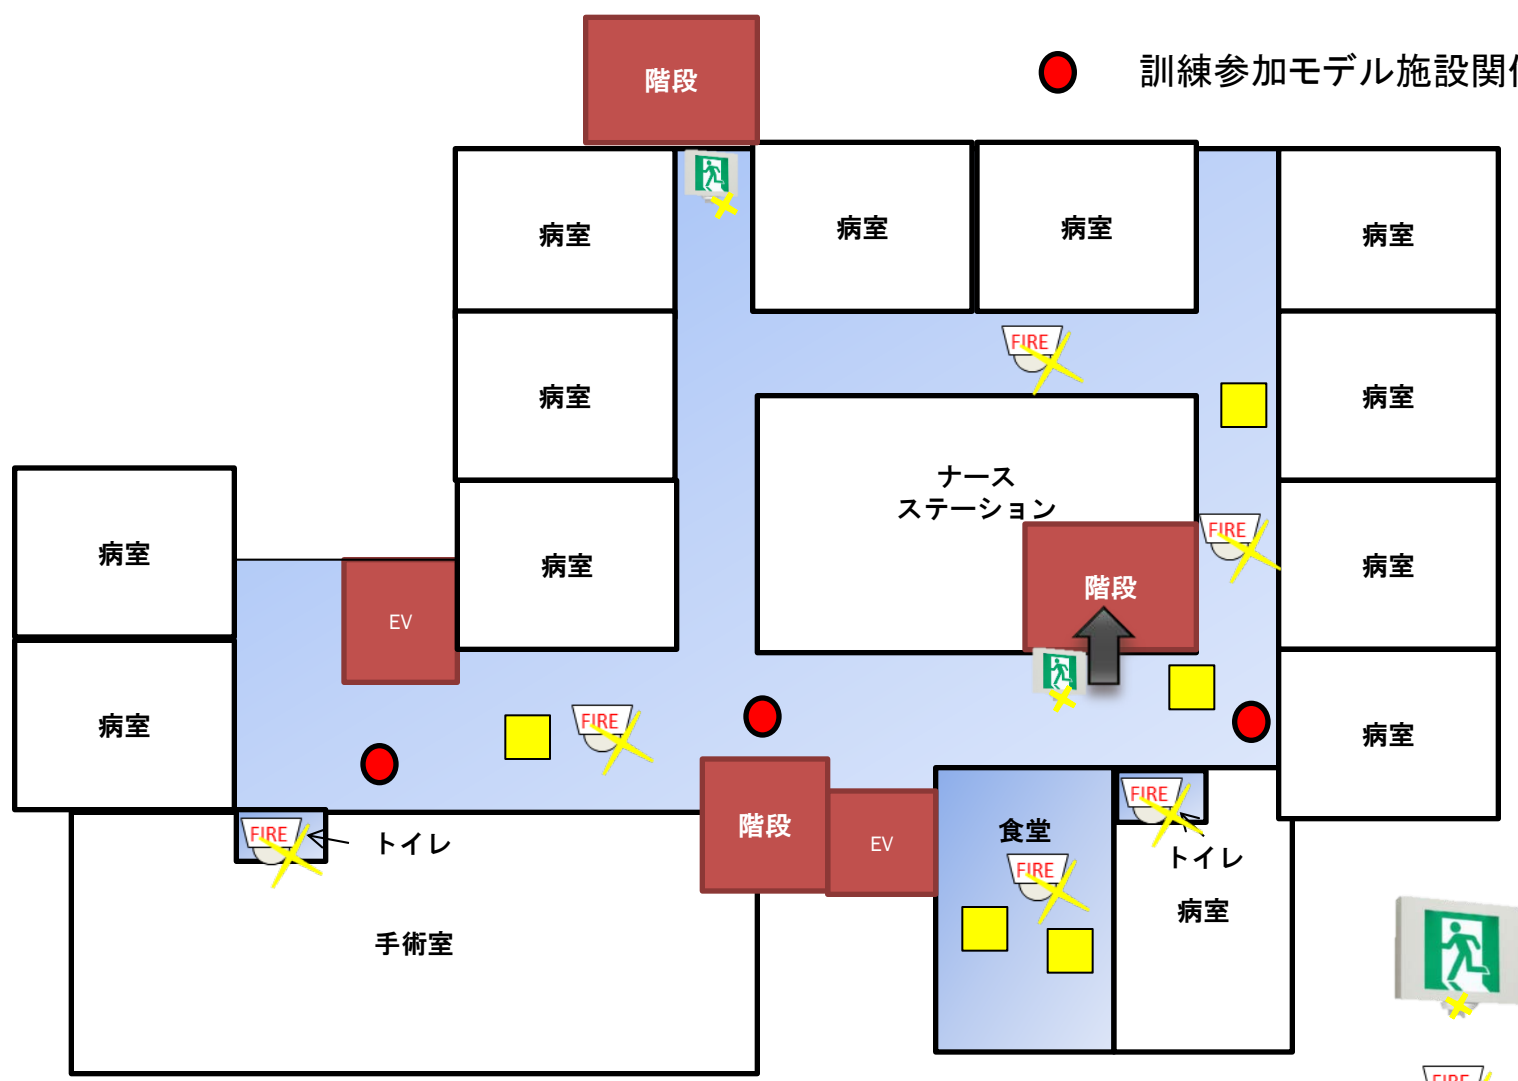 階段
訓練参加モデル施設関
病室
病室
病室
病室
FIRE
病室
病室
ナース
ステーション
FIRE
病室
病室
病室
階段
EV
病室
FIRE
病室
病室
FIRE
トイレ
階段
EV
食堂
FIRE
トイレ
FIRE
病室
手術室
FIRE